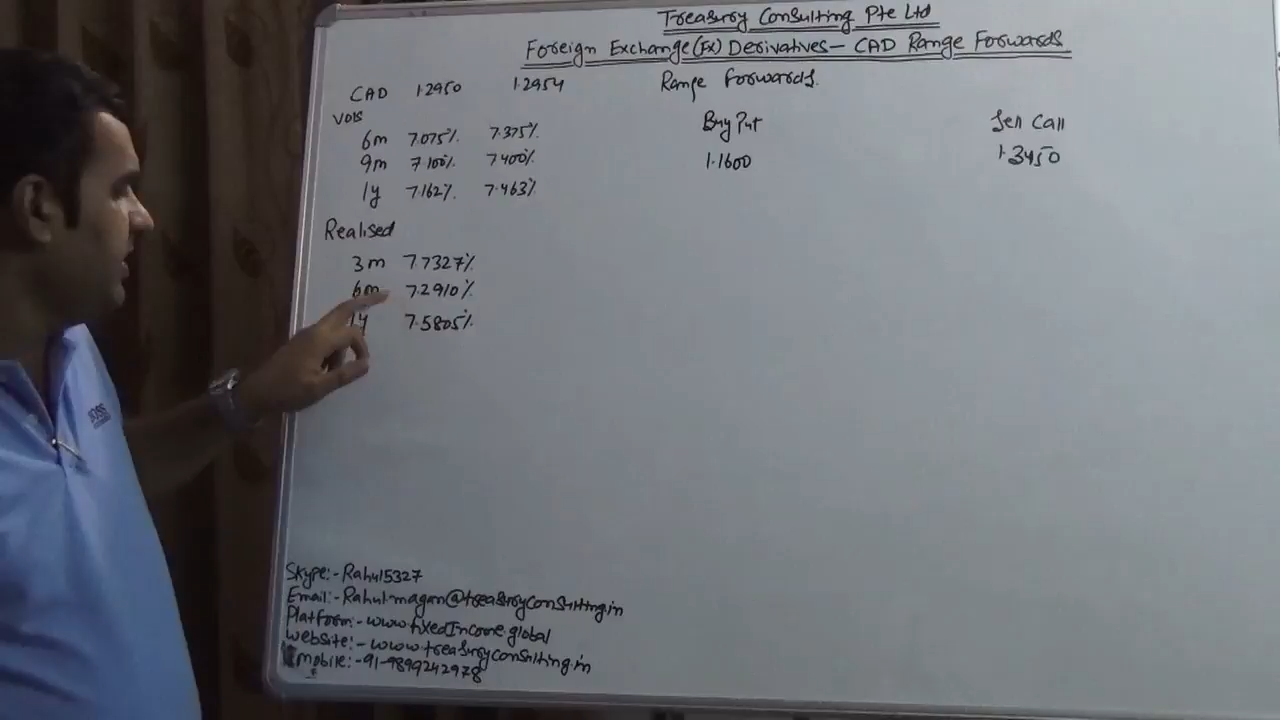 Treasury Consulting Pte Ltd
Foreign Exchange(FX) Derivatives- CAD Range Forwards
CAD 1.2950 1.2954 Range Forwards.
Vols
Buy Put Sell Call
6m 7.075% 7.375%
9m 7.100% 7.400% 1.1600 1.3450
1y 7.162% 7.463%
Realised
3m 7.7327%
6m 7.2910%
1y 7.5805%
BOSS
Skype:- Rahul5327
Email:- Rahul.magan@treasuryconsulting.in
Platform:- www.fixedIncome.global
Website:- www.treasuryconsulting.in
mobile:- 91-9899242978